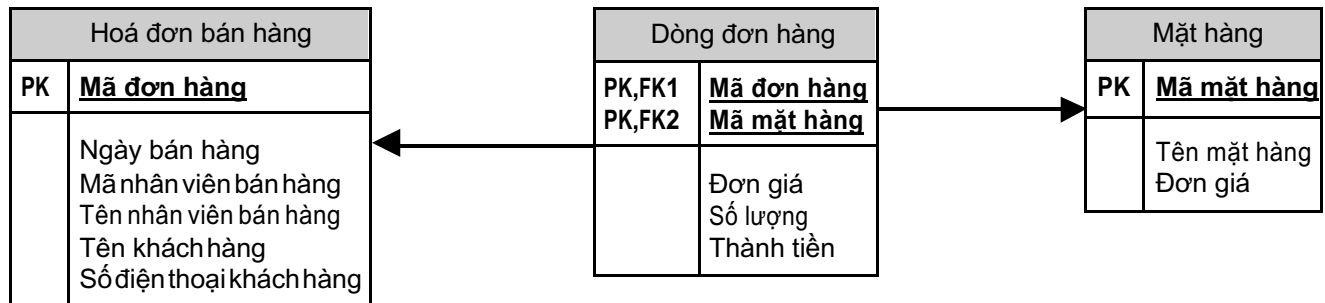 Hoá đơn bán hàng
PK Mã đơn hàng
Ngày bán hàng
Mã nhân viên bán hàng
Tên nhân viên bán hàng
Tên khách hàng
Số điện thoại khách hàng
Dòng đơn hàng
PK,FK1 Mã đơn hàng
PK,FK2 Mã mặt hàng
Đơn giá
Số lượng
Thành tiền
Mặt hàng
PK Mã mặt hàng
Tên mặt hàng
Đơn giá